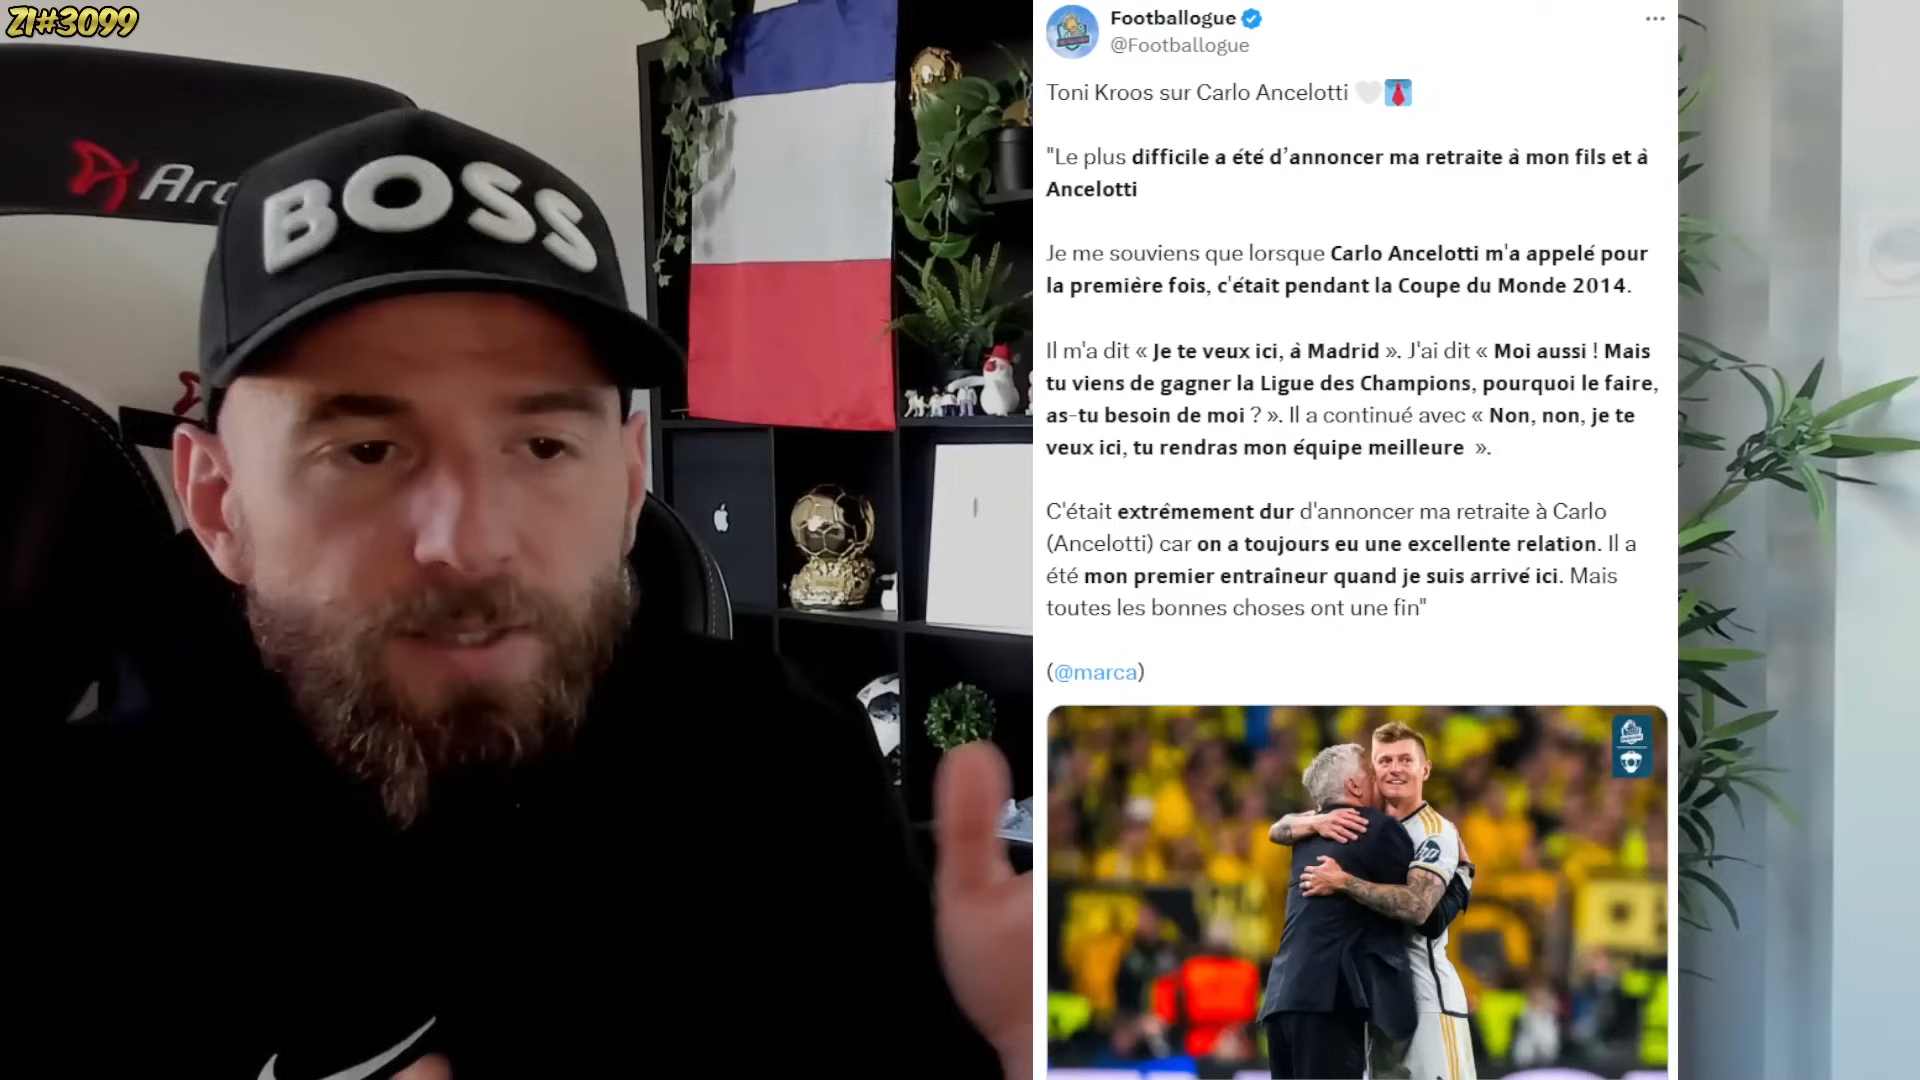 ZI#3099
BOSS
Footballogue
@Footballogue
Toni Kroos sur Carlo Ancelotti
"Le plus difficile a été d’annoncer ma retraite à mon fils et à
Ancelotti
Je me souviens que lorsque Carlo Ancelotti m'a appelé pour
la première fois, c'était pendant la Coupe du Monde 2014.
Il m'a dit « Je te veux ici, à Madrid ». J'ai dit « Moi aussi ! Mais
tu viens de gagner la Ligue des Champions, pourquoi le faire,
as-tu besoin de moi ? ». Il a continué avec « Non, non, je te
veux ici, tu rendras mon équipe meilleure ».
C'était extrêmement dur d'annoncer ma retraite à Carlo
(Ancelotti) car on a toujours eu une excellente relation. Il a
été mon premier entraîneur quand je suis arrivé ici. Mais
toutes les bonnes choses ont une fin"
(@marca)